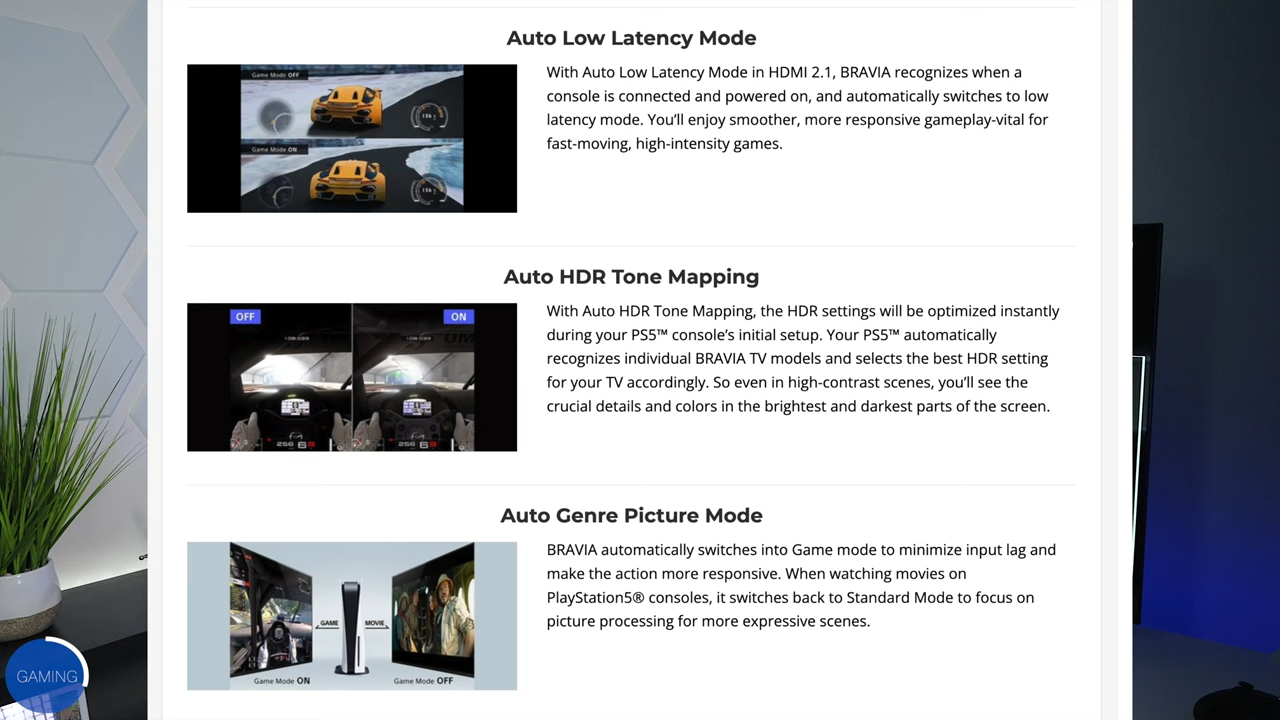 Auto Low Latency Mode
Game Mode OFF
136
Game Mode ON
136
With Auto Low Latency Mode in HDMI 2.1, BRAVIA recognizes when a
console is connected and powered on, and automatically switches to low
latency mode. You’ll enjoy smoother, more responsive gameplay-vital for
fast-moving, high-intensity games.
Auto HDR Tone Mapping
OFF
ON
256 6
256 6
With Auto HDR Tone Mapping, the HDR settings will be optimized instantly
during your PS5™ console’s initial setup. Your PS5™ automatically
recognizes individual BRAVIA TV models and selects the best HDR setting
for your TV accordingly. So even in high-contrast scenes, you’ll see the
crucial details and colors in the brightest and darkest parts of the screen.
Auto Genre Picture Mode
GAME
MOVIE
Game Mode ON
Game Mode OFF
BRAVIA automatically switches into Game mode to minimize input lag and
make the action more responsive. When watching movies on
PlayStation5® consoles, it switches back to Standard Mode to focus on
picture processing for more expressive scenes.
GAMING